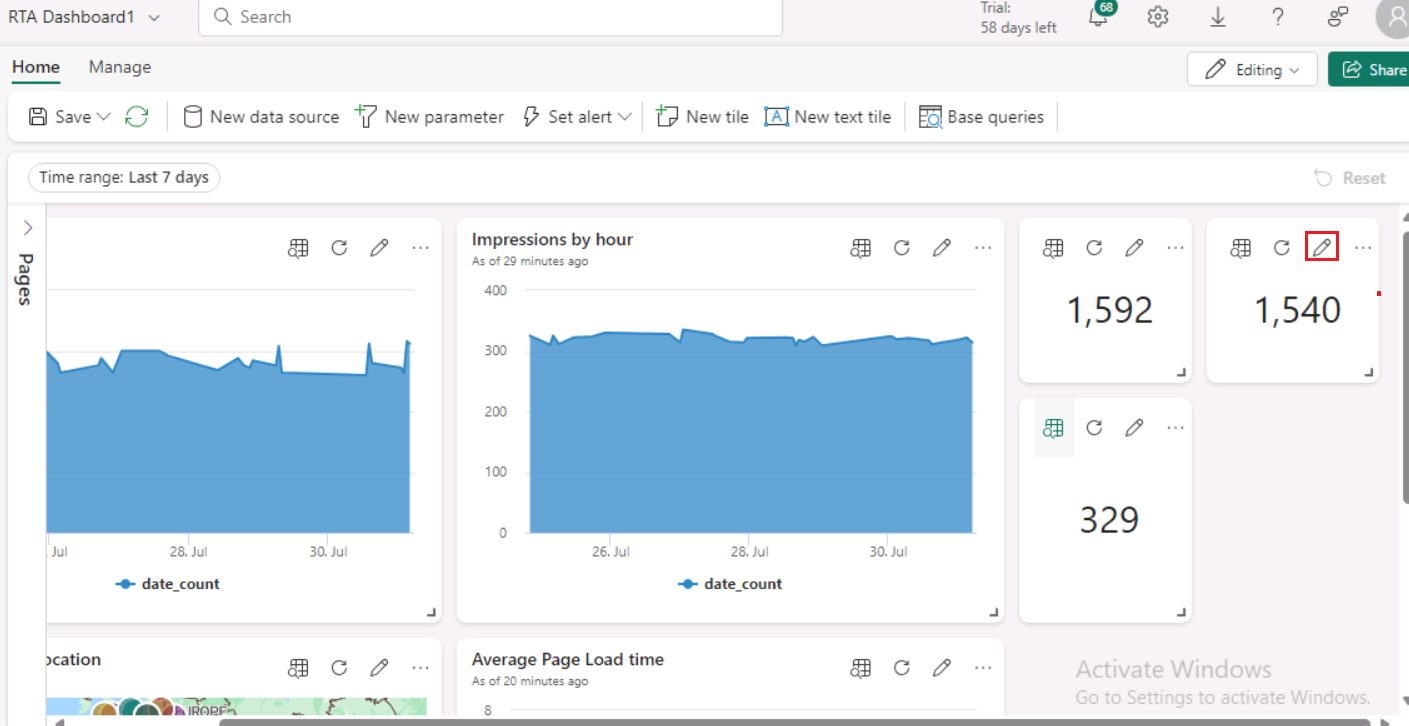 RTA Dashboard1
Search
Trial:
58 days left
68
Home
Manage
Editing
Share
Save
New data source
New parameter
Set alert
New tile
New text tile
Base queries
Time range: Last 7 days
Reset
Pages
Impressions by hour
As of 29 minutes ago
400
300
200
100
0
. Jul
28. Jul
30. Jul
26. Jul
28. Jul
30. Jul
date_count
date_count
1,592
1,540
329
ocation
Average Page Load time
As of 20 minutes ago
8
IROPE
Activate Windows
Go to Settings to activate Windows.